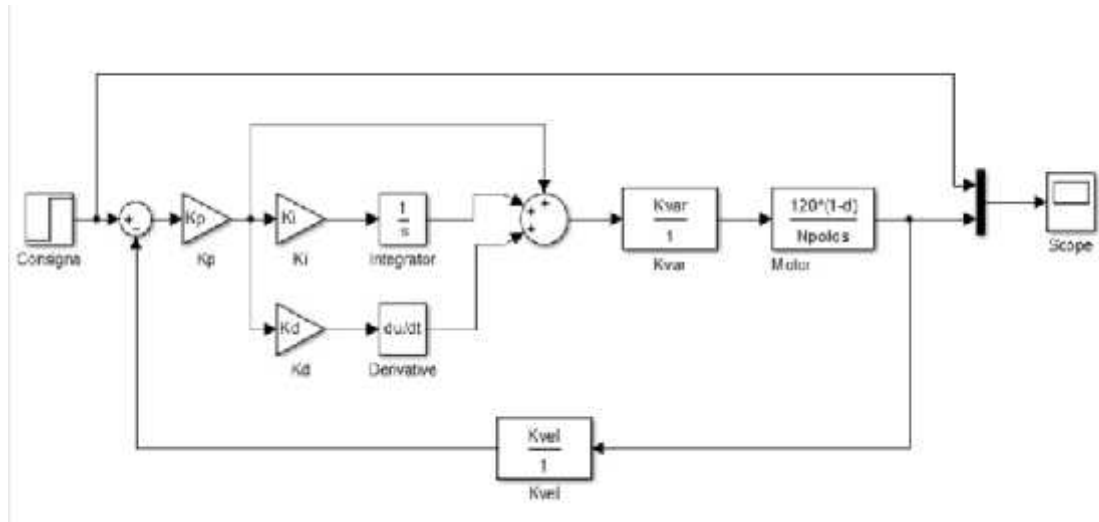 Consigna
+
−
Kp
Kp
Ki
Ki
1
s
Integrator
Kd
Kd
du/dt
Derivative
+
+
+
Kvar
1
Kvar
120*(1-d)
Npolos
Motor
Scope
Kvel
1
Kvel